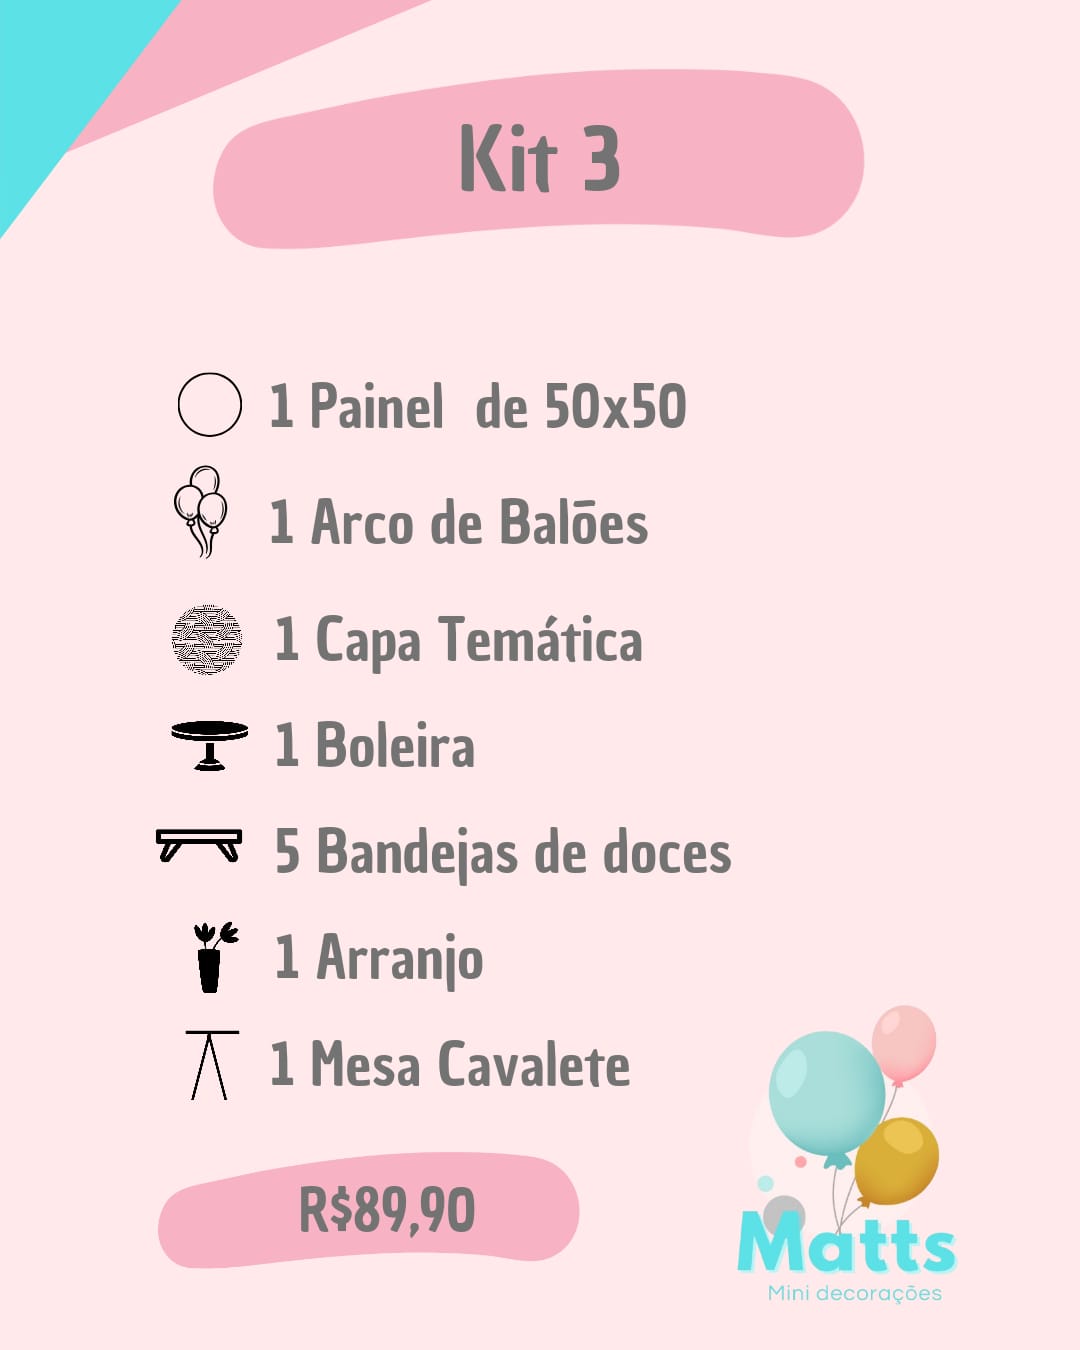 Kit 3
1 Painel de 50x50
1 Arco de Balões
1 Capa Temática
1 Boleira
5 Bandejas de doces
1 Arranjo
1 Mesa Cavalete
R$89,90
Matts
Mini decorações